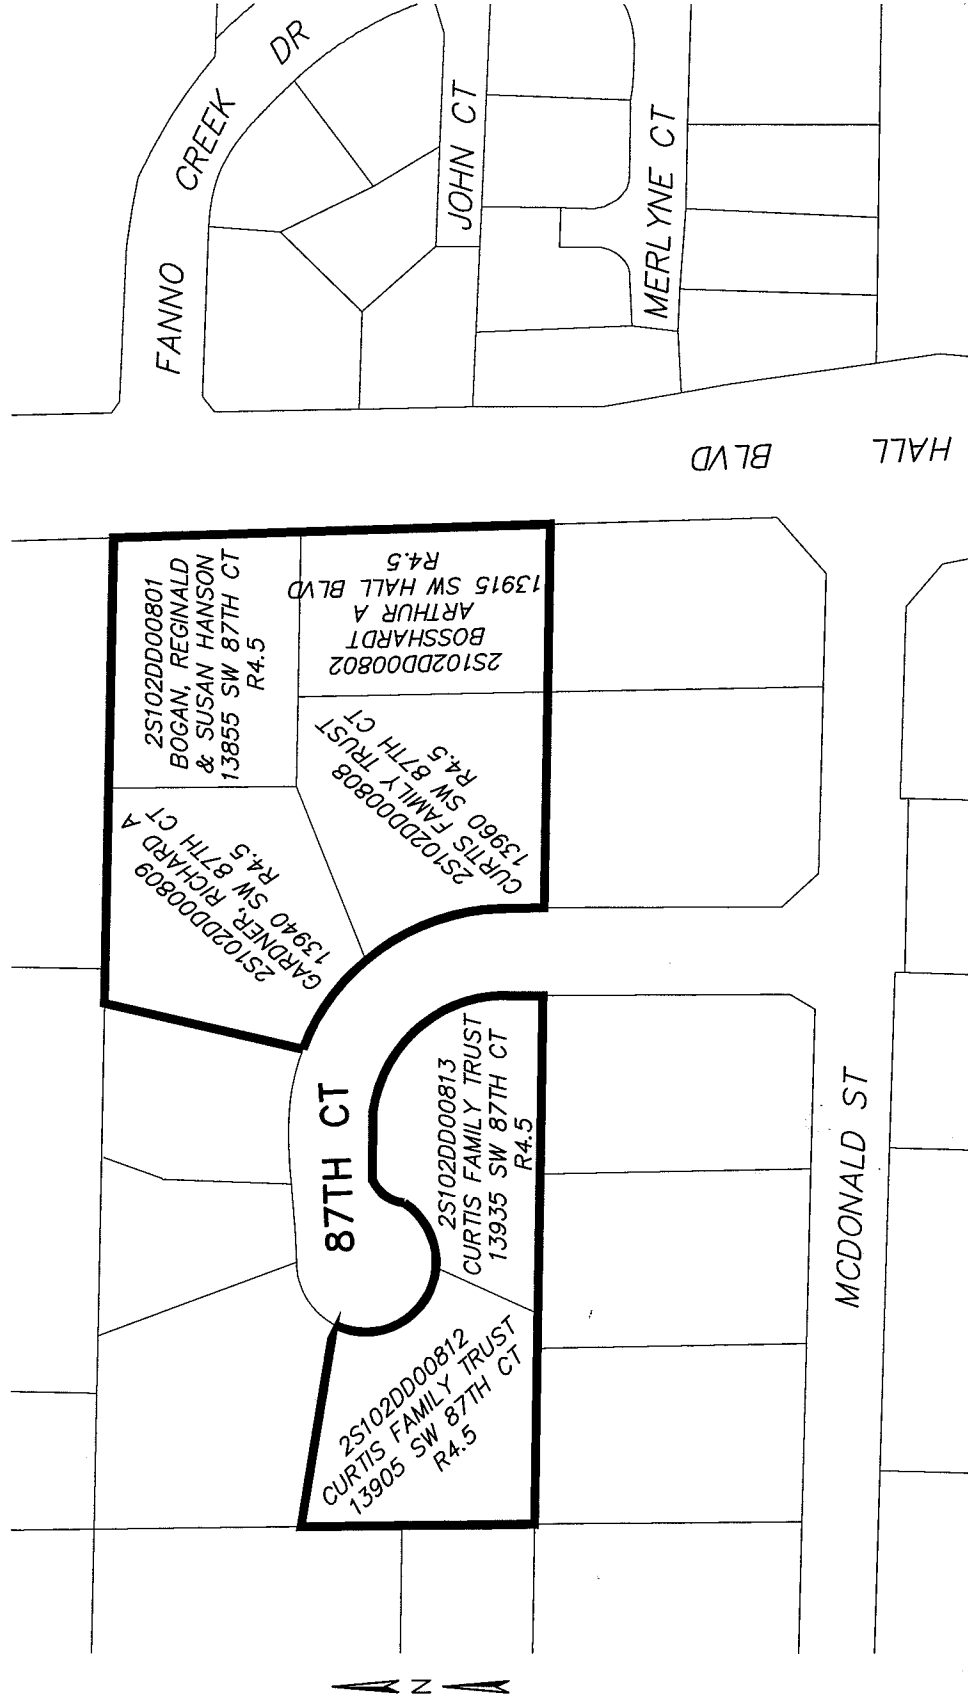 FANNO
CREEK
DR
JOHN CT
MERLYNE CT
HALL
BLVD
2S102DD00801
BOGAN, REGINALD
& SUSAN HANSON
13855 SW 87TH CT
R4.5
2S102DD00802
BOSSHARDT
ARTHUR A
13915 SW HALL BLVD
R4.5
2S102DD00809
GARDNER, RICHARD A
13940 SW 87TH CT
R4.5
2S102DD00808
CURTIS FAMILY TRUST
13960 SW 87TH CT
R4.5
87TH CT
2S102DD00813
CURTIS FAMILY TRUST
13935 SW 87TH CT
R4.5
2S102DD00812
CURTIS FAMILY TRUST
13905 SW 87TH CT
R4.5
MCDONALD ST
N